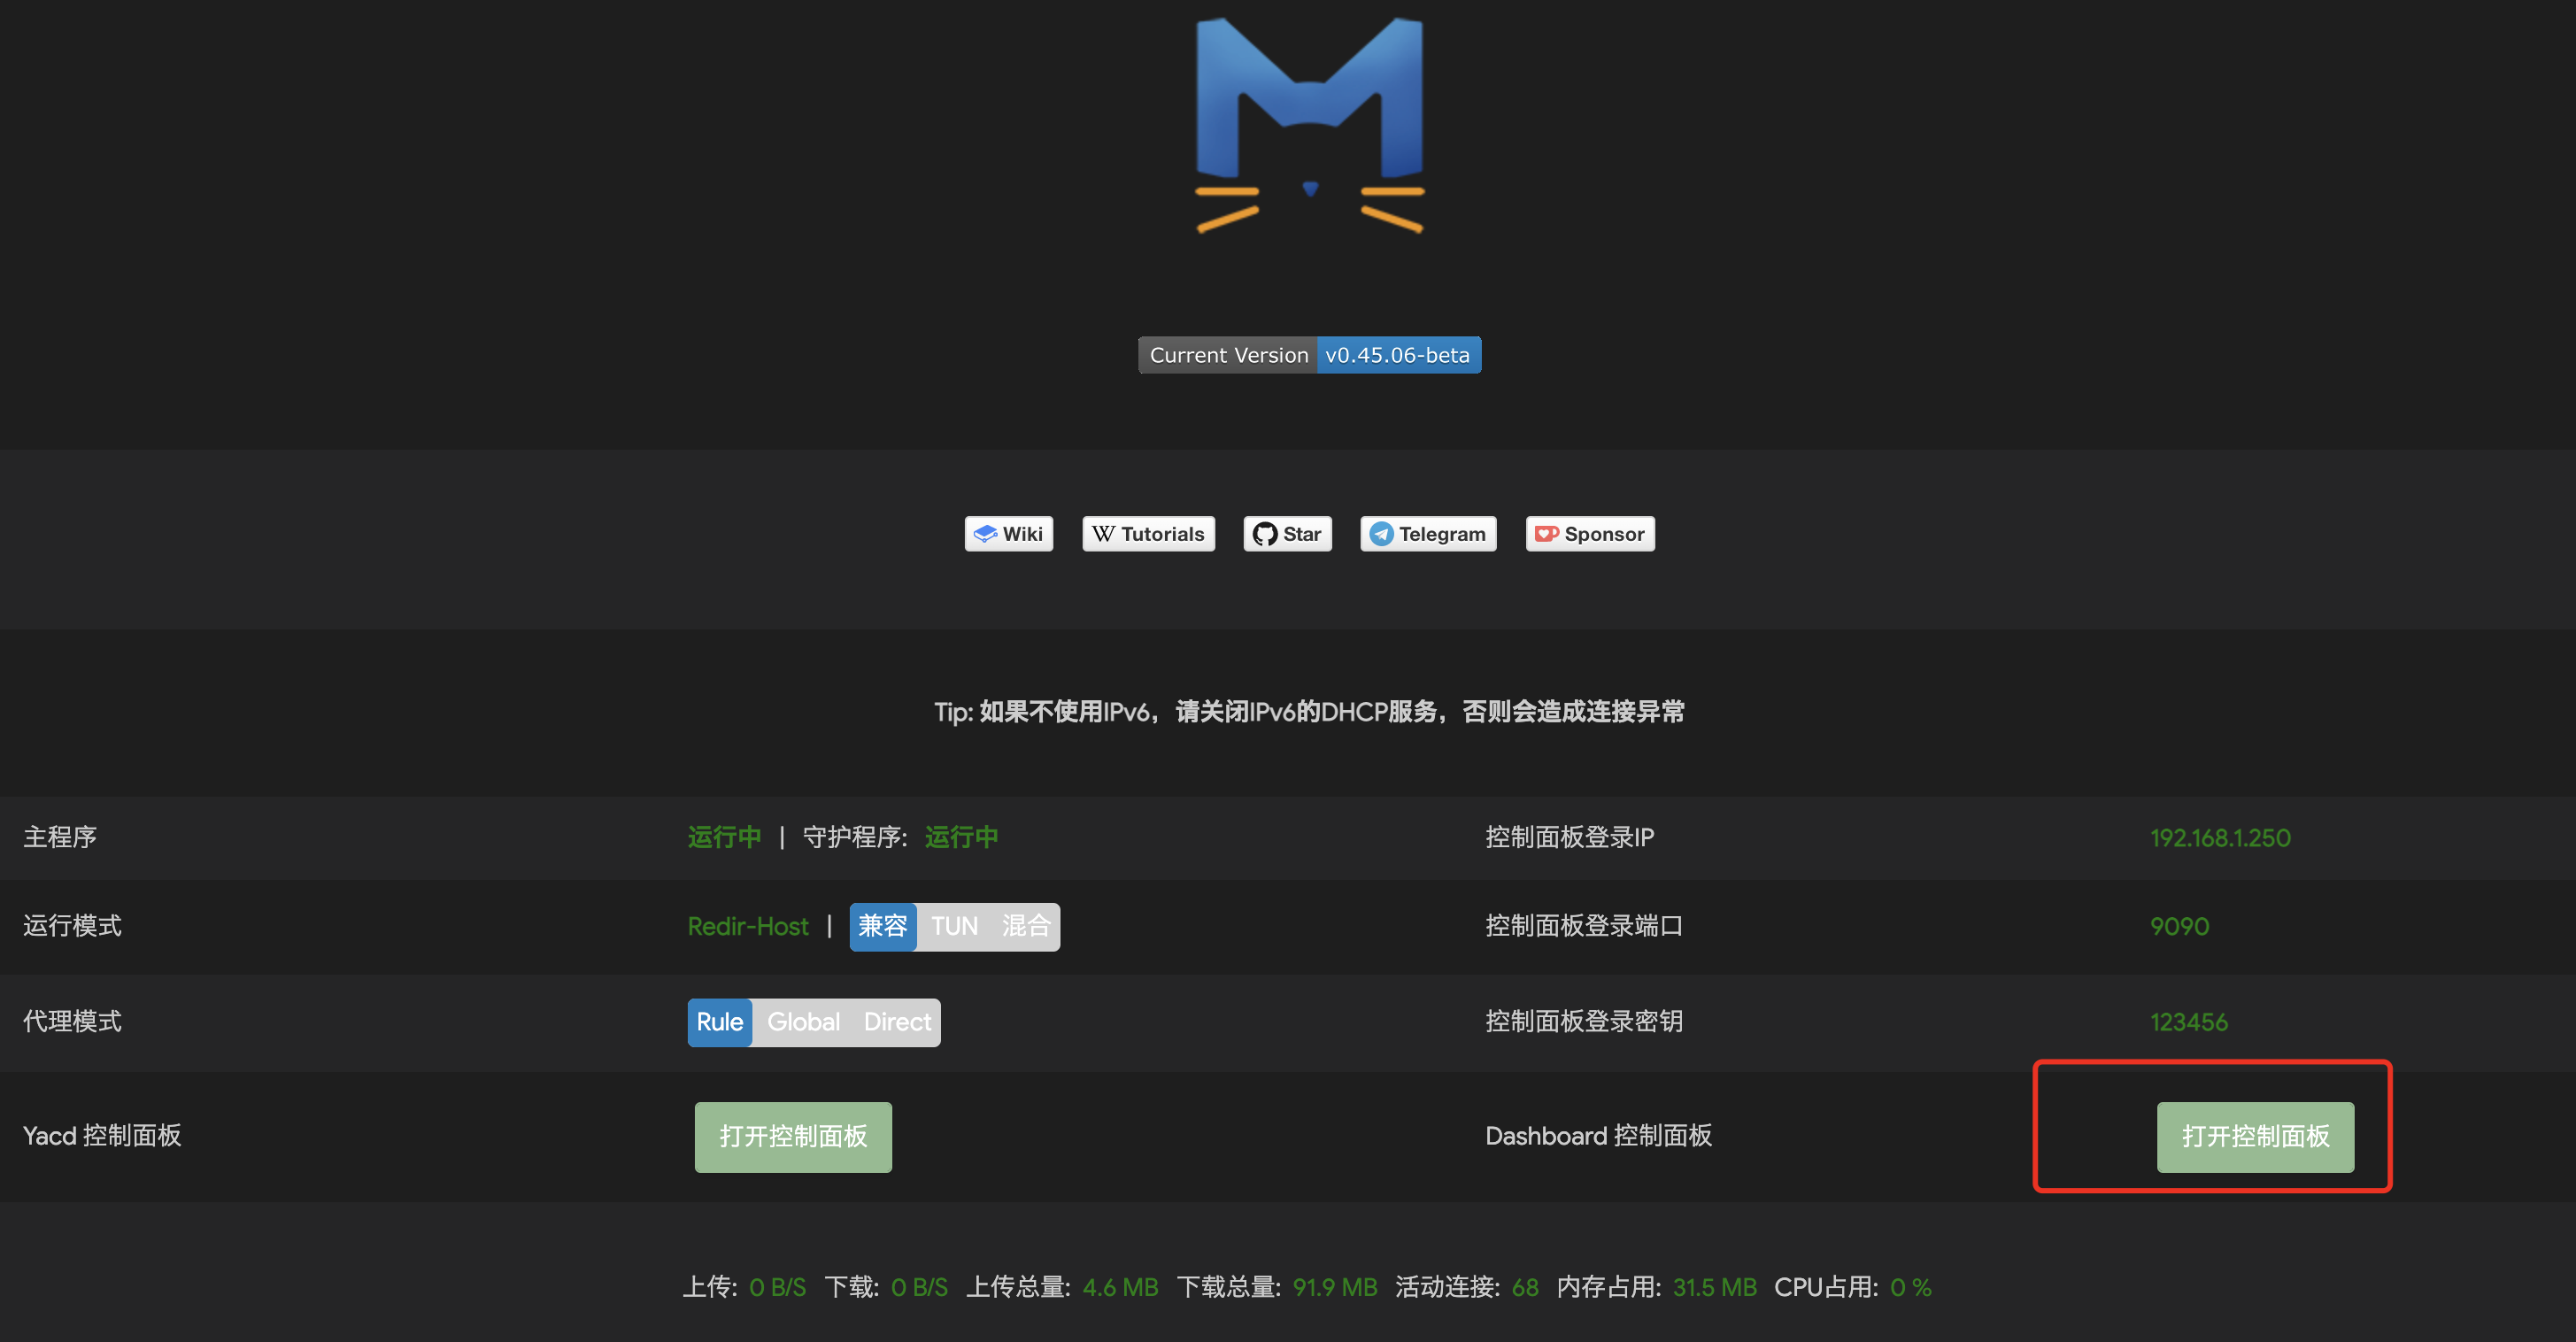 Current Version v0.45.06-beta
Wiki Tutorials Star Telegram Sponsor
Tip: 如果不使用IPv6，请关闭IPv6的DHCP服务，否则会造成连接异常
主程序 运行中 | 守护程序: 运行中 控制面板登录IP 192.168.1.250
运行模式 Redir-Host | 兼容 TUN 混合 控制面板登录端口 9090
代理模式 Rule Global Direct 控制面板登录密钥 123456
Yacd 控制面板 打开控制面板 Dashboard 控制面板 打开控制面板
上传: 0 B/S 下载: 0 B/S 上传总量: 4.6 MB 下载总量: 91.9 MB 活动连接: 68 内存占用: 31.5 MB CPU占用: 0 %